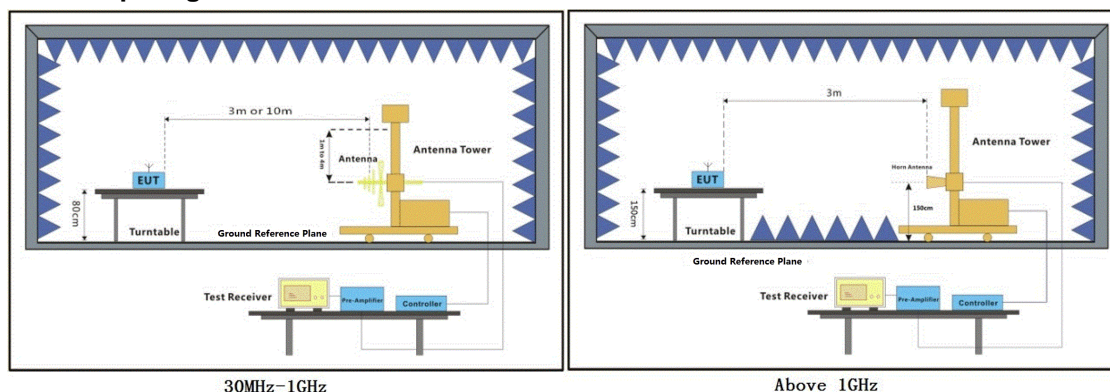 3m or 10m
1m to 4m
Antenna
Antenna Tower
EUT
80cm
Turntable
Ground Reference Plane
Test Receiver
Pre-Amplifier
Controller
30MHz-1GHz
3m
Antenna Tower
Horn Antenna
EUT
150cm
150cm
Turntable
Ground Reference Plane
Test Receiver
Pre-Amplifier
Controller
Above 1GHz